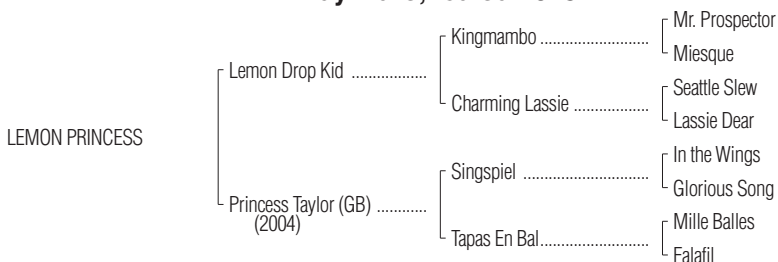 Mr. Prospector
Kingmambo ..........................
Miesque
Lemon Drop Kid ..................
Seattle Slew
Charming Lassie ..................
Lassie Dear
LEMON PRINCESS
In the Wings
Singspiel ..............................
Glorious Song
Princess Taylor (GB) ............
(2004)
Mille Balles
Tapas En Bal..........................
Falafil